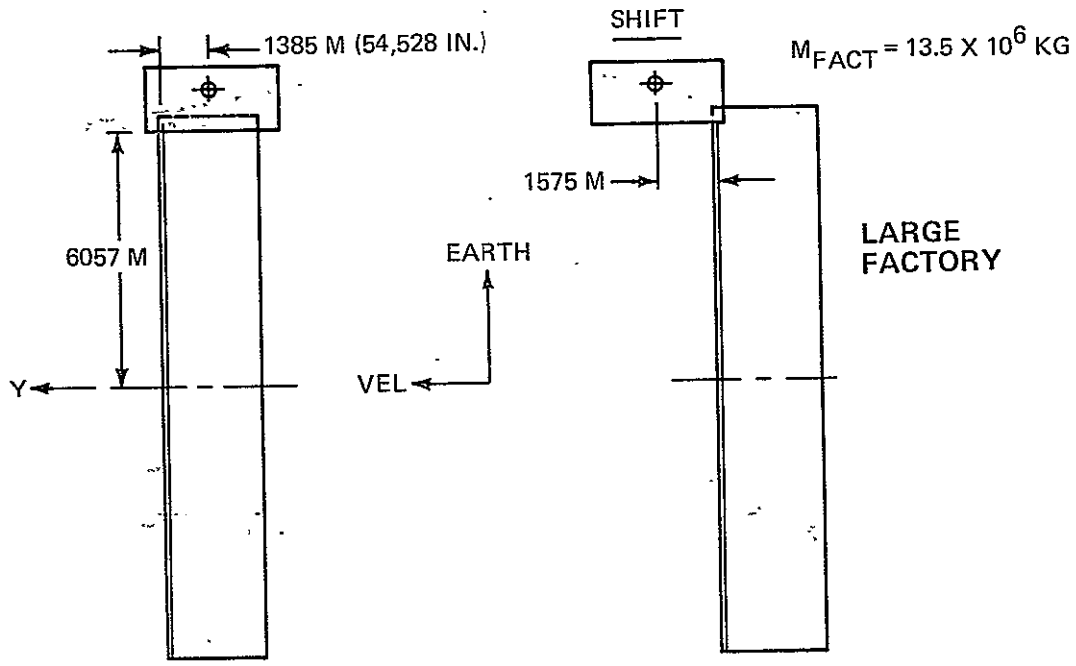 SHIFT
1385 M (54,528 IN.)
M_FACT = 13.5 X 10^6 KG
1575 M
6057 M
EARTH
LARGE
FACTORY
Y
VEL